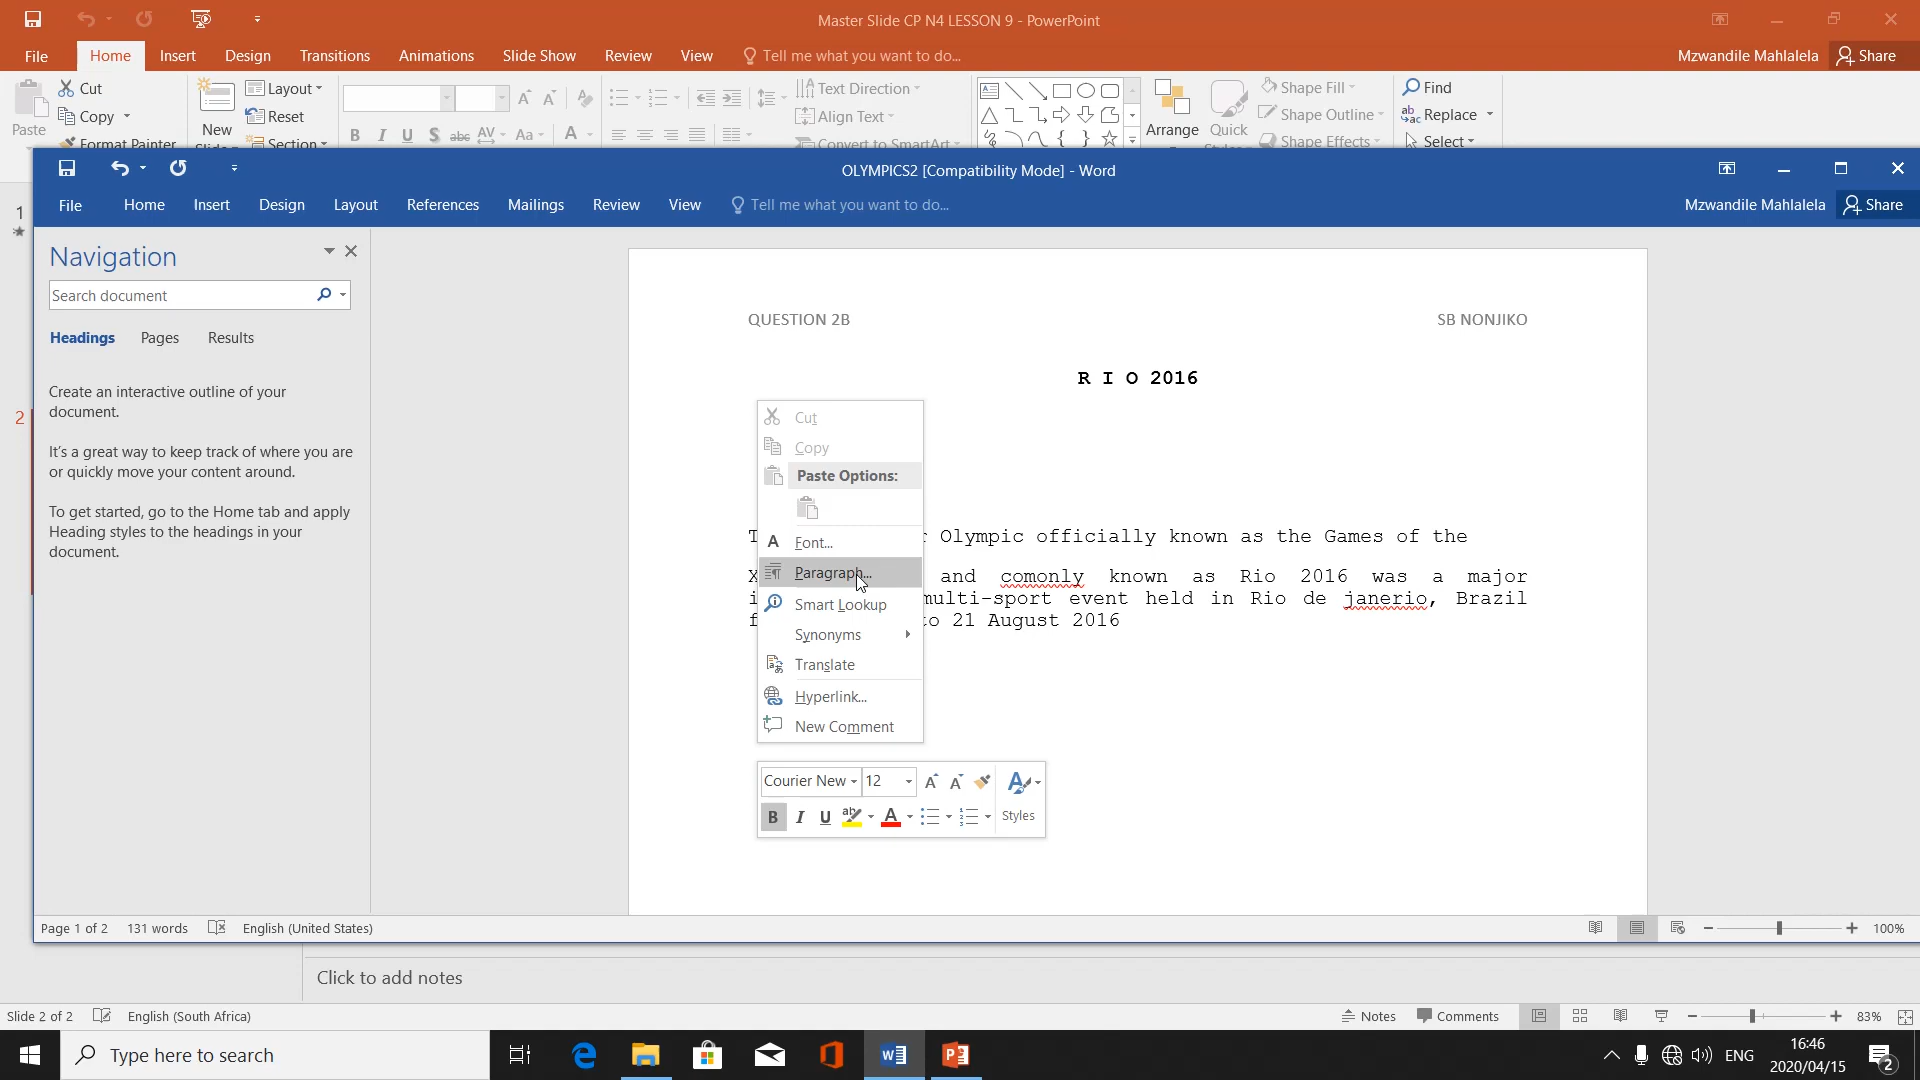 Master Slide CP N4 LESSON 9 - PowerPoint
File Home Insert Design Transitions Animations Slide Show Review View Tell me what you want to do... Mzwandile Mahlalela Share
Paste
Cut
Copy
Format Painter
New
Layout
Reset
Section
Text Direction
Align Text
Convert to SmartArt
Arrange
Quick
Shape Fill
Shape Outline
Shape Effects
Find
Replace
Select
OLYMPICS2 [Compatibility Mode] - Word
File Home Insert Design Layout References Mailings Review View Tell me what you want to do... Mzwandile Mahlalela Share
1
2
Navigation
Search document
Headings Pages Results
Create an interactive outline of your
document.
It's a great way to keep track of where you are
or quickly move your content around.
To get started, go to the Home tab and apply
Heading styles to the headings in your
document.
QUESTION 2B SB NONJIKO
R I O 2016
Cut
Copy
Paste Options:
Font...
Paragraph...
Smart Lookup
Synonyms
Translate
Hyperlink...
New Comment
Olympic officially known as the Games of the
and comonly known as Rio 2016 was a major
multi-sport event held in Rio de janerio, Brazil
to 21 August 2016
Courier New 12
B I U Styles
Page 1 of 2 131 words English (United States) 100%
Click to add notes
Slide 2 of 2 English (South Africa) Notes Comments 83%
Type here to search
ENG
16:46
2020/04/15
2